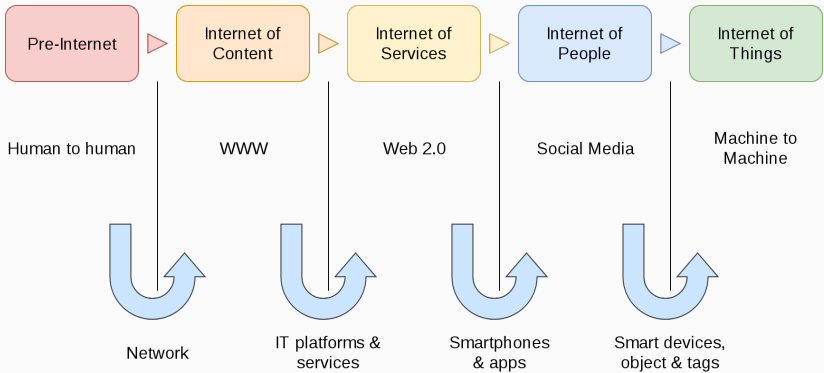 Pre-Internet
Internet of
Content
Internet of
Services
Internet of
People
Internet of
Things
Human to human
WWW
Web 2.0
Social Media
Machine to
Machine
Network
IT platforms &
services
Smartphones
& apps
Smart devices,
object & tags